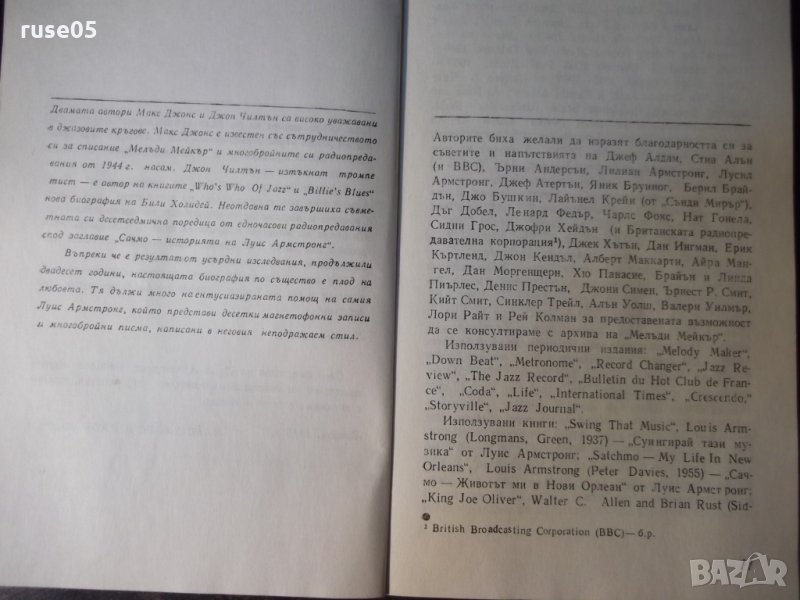 ruse05
Двамата автори Макс Джонс и Джон Чилтън са високо уважавани
в джазовите кръгове. Макс Джонс е известен със сътрудничеството
си за списание „Мелъди Мейкър“ и многобройните си радиопреда-
вания от 1944 г. насам. Джон Чилтън — изтъкнат тромпе
тист — е автор на книгите „Who's Who Of Jazz“ и „Billie's Blues“
нова биография на Били Холидей. Неотдавна те завършиха съвме-
тната си десетседмична поредица от едночасови радиопредавания
спод заглавие „Сачмо — историята на Луис Армстронг“.
Въпреки че е резултат от усърдни изследвания, продължили
двадесет години, настоящата биография по същество е плод на
любовта. Тя дължи много на ентусиазираната помощ на самия
Луис Армстронг, който представи десетки магнетофонни записи
и многобройни писма, написани в неговия неподражаем стил.
Авторите биха желали да изразят благодарността си за
съветите и напътствията на Джеф Алдам, Стив Алън
(и BBC), Ърни Андерсън, Лилиан Армстронг, Лусил
Армстронг, Джеф Атертън, Яник Бруиног, Берил Брай-
дън, Джо Бушкин, Лайънел Крейн (от „Сънди Мирър“),
Дъг Добел, Ленард Федър, Чарлс Фокс, Нат Гонела,
Сидни Грос, Джофри Хейдън (и Британската радиопре-
давателна корпорация¹), Джек Хътън, Дан Ингман, Ерик
Къртленд, Джон Кендъл, Алберт Маккарти, Айра Ман-
гел, Дан Моргенщерн, Хю Панасие, Брайън и Линда
Пиърлес, Денис Престън, Джони Симен, Ърнест Р. Смит,
Кийт Смит, Синклер Трейл, Алън Уолш, Валери Уилмър,
Лори Райт и Рей Колман за предоставената възможност
да се консултираме с архива на „Мелъди Мейкър“.
Използувани периодични издания: „Melody Maker“,
„Down Beat“, „Metronome“, „Record Changer“, „Jazz Re-
view“, „The Jazz Record“, „Bulletin du Hot Club de Fran-
ce“, „Coda“, „Life“, „International Times“, „Crescendo“,
„Storyville“, „Jazz Journal“.
Използувани книги: „Swing That Music“, Louis Arm-
strong (Longmans, Green, 1937) — „Суингирай тази му-
зика“ от Луис Армстронг; „Satchmo — My Life In New
Orleans“, Louis Armstrong (Peter Davies, 1955) — „Сач-
мо — Животът ми в Нови Орлеан“ от Луис Армстронг;
„King Joe Oliver“, Walter C. Allen and Brian Rust (Sid-
² British Broadcasting Corporation (BBC)— б.р.
BAZAR